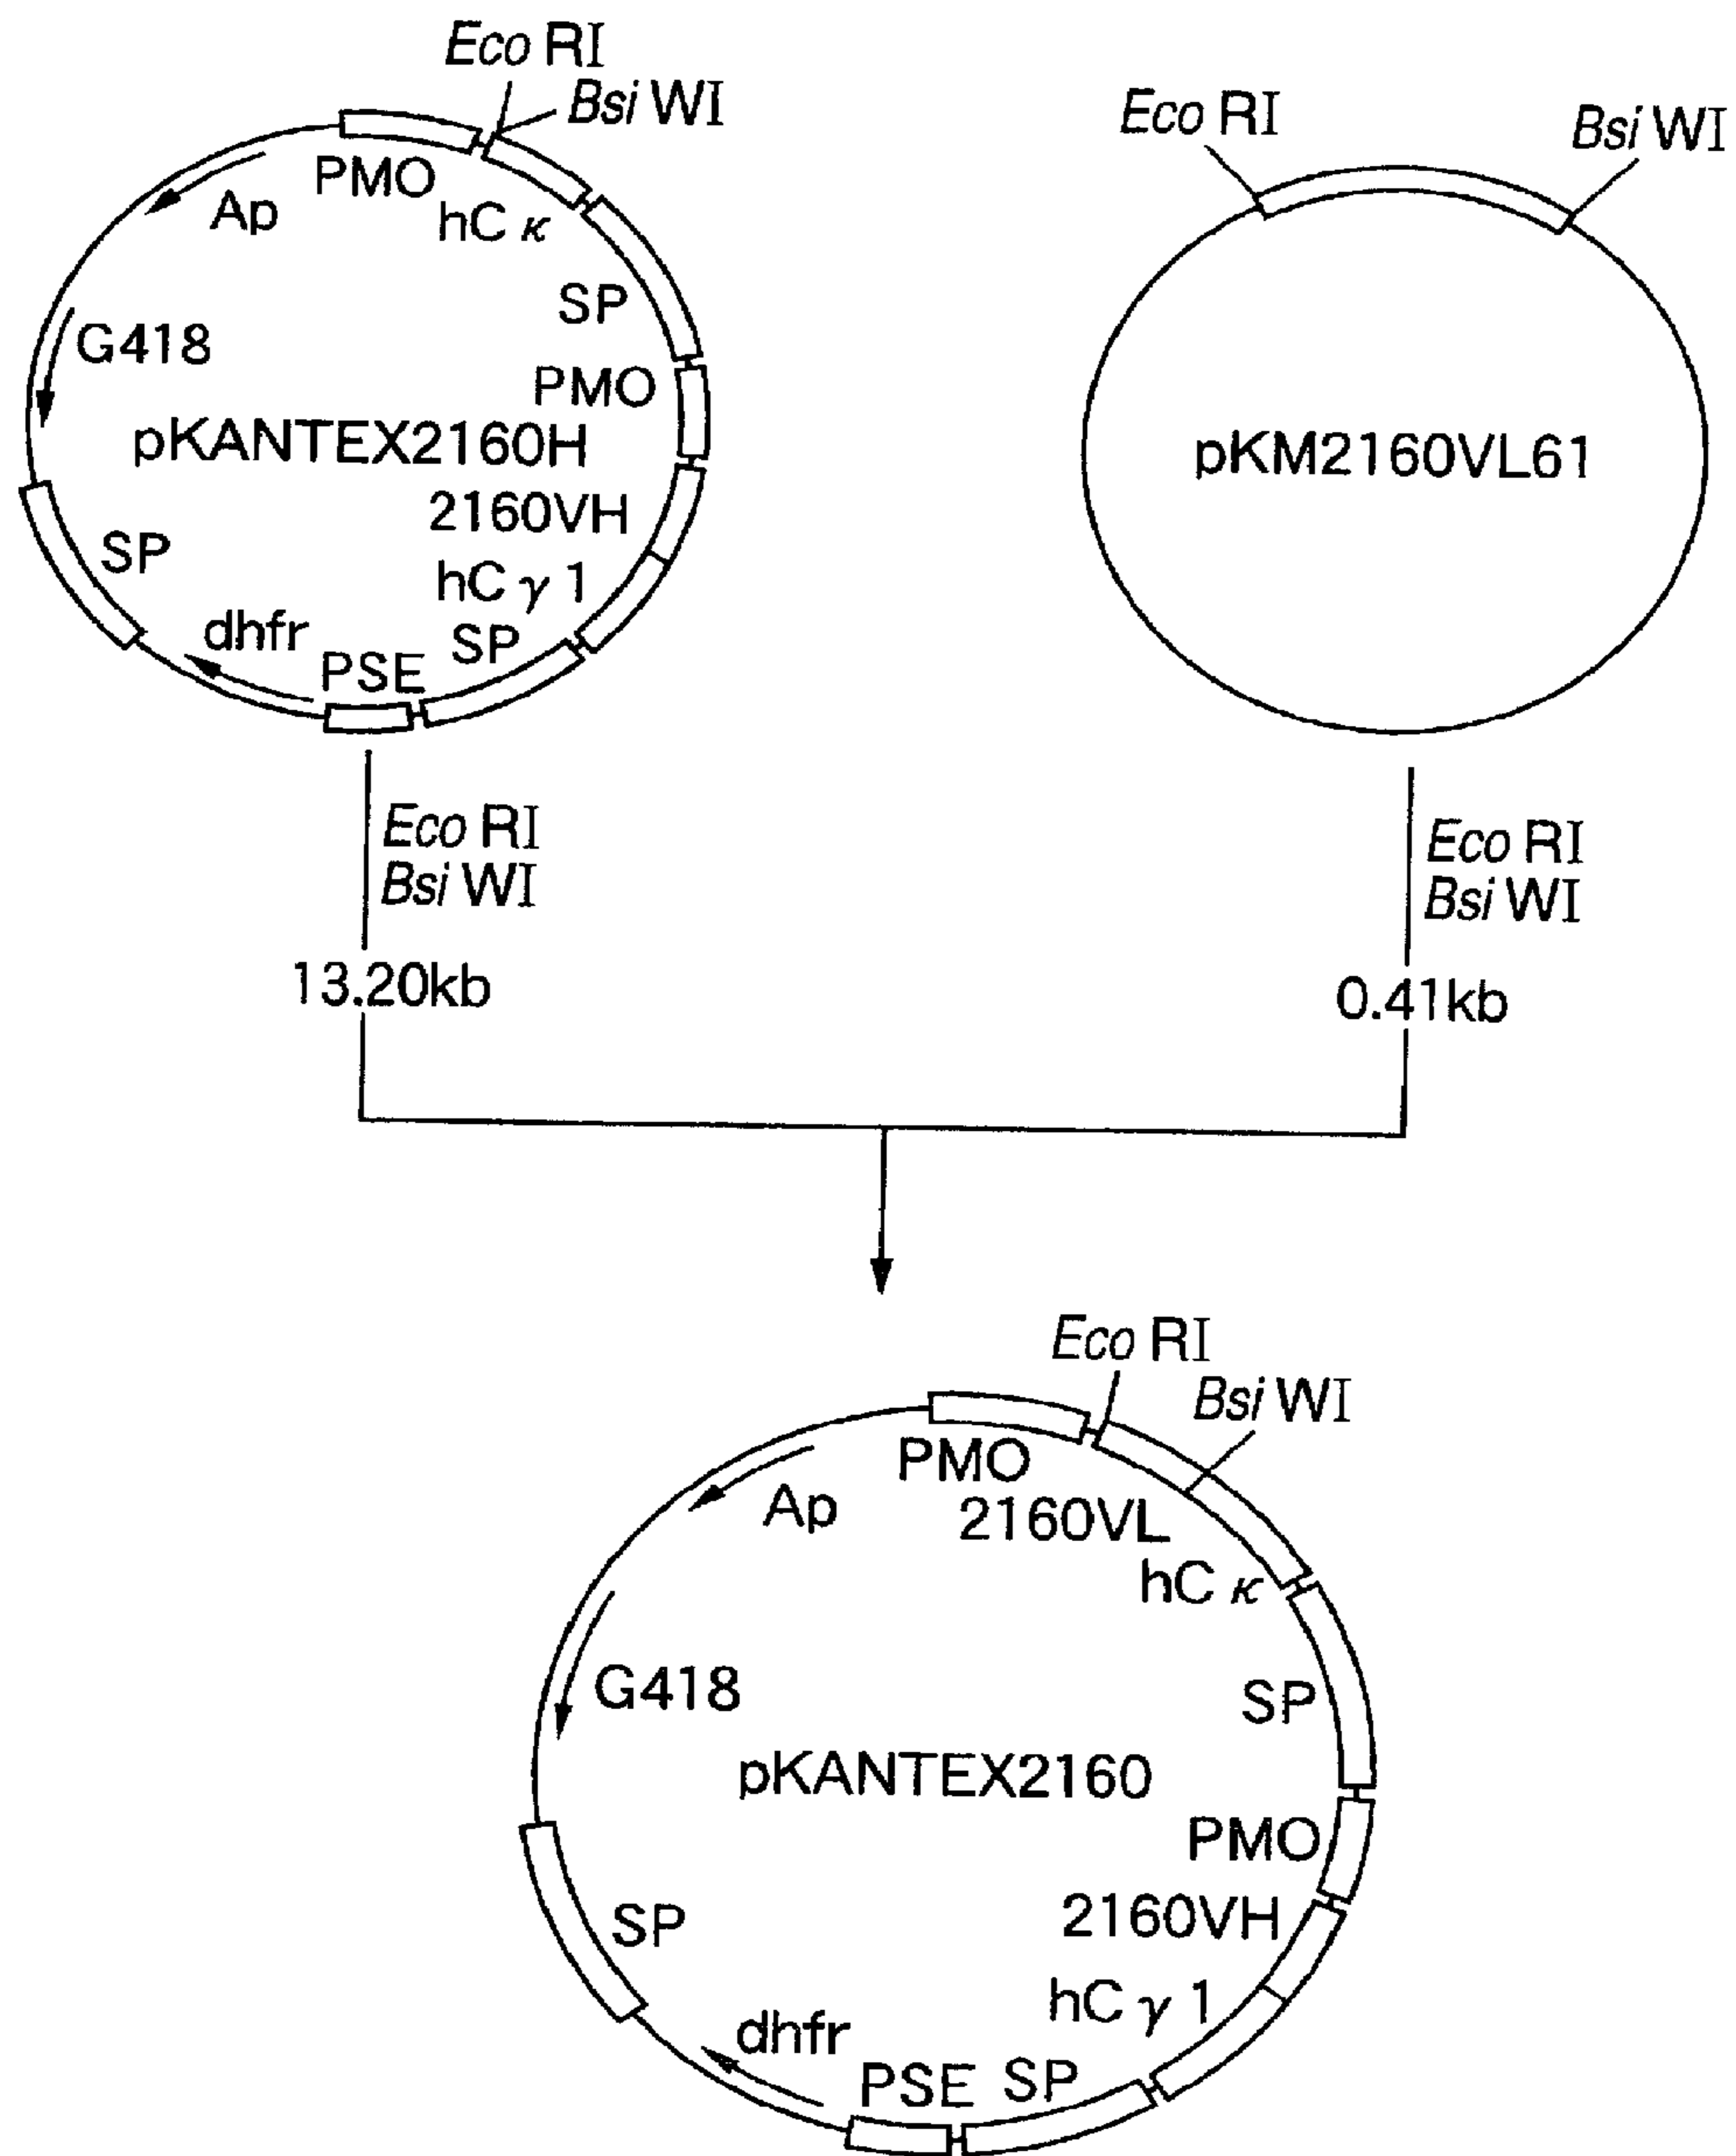 Eco RI
Bsi WI
PMO
Ap
hC κ
SP
G418
PMO
pKANTEX2160H
2160VH
SP
hC γ 1
dhfr
SP
PSE
Eco RI
Bsi WI
pKM2160VL61
Eco RI
Bsi WI
13.20kb
Eco RI
Bsi WI
0.41kb
Eco RI
Bsi WI
PMO
Ap
2160VL
hC κ
G418
SP
pKANTEX2160
PMO
2160VH
SP
hC γ 1
dhfr
PSE SP